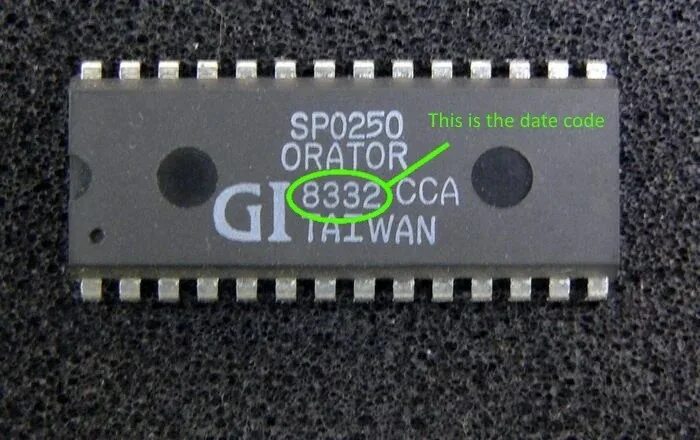 SP0250
This is the date code
ORATOR
GI 8332 CCA
TAIWAN